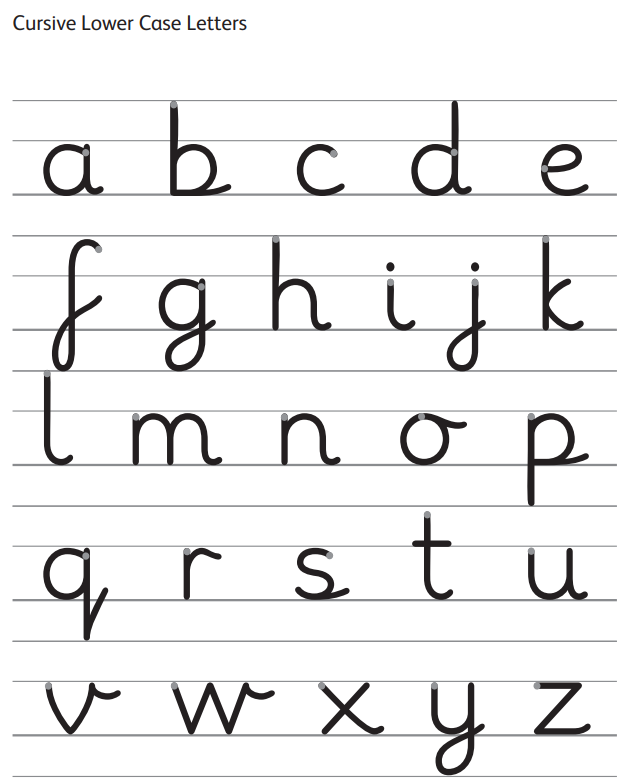 Cursive Lower Case Letters
a b c d e
f g h i j k
l m n o p
q r s t u
v w x y z